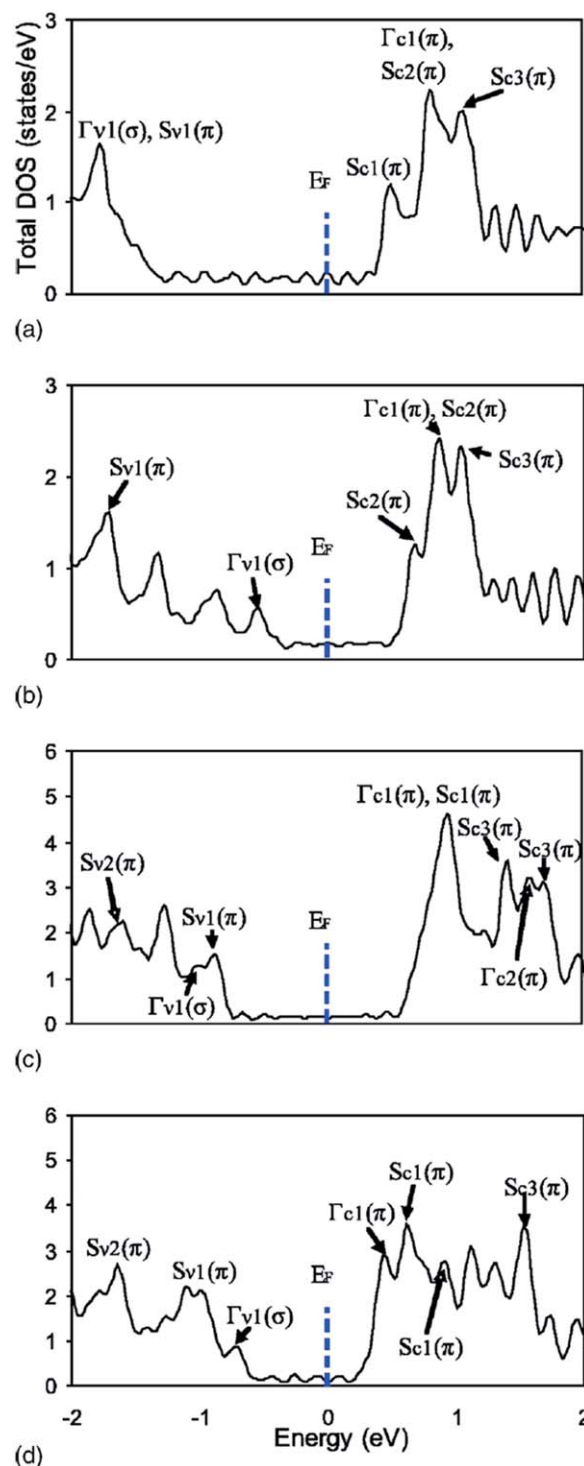 Total DOS (states/eV)
3
2
1
0
Γv1(σ), Sv1(π)
EF
Sc1(π)
Γc1(π),
Sc2(π)
Sc3(π)
(a)
3
2
1
0
Sv1(π)
Γv1(σ)
EF
Sc2(π)
Γc1(π), Sc2(π)
Sc3(π)
(b)
6
5
4
3
2
1
0
Sv2(π)
Sv1(π)
Γv1(σ)
EF
Γc1(π), Sc1(π)
Sc3(π)
Sc3(π)
Γc2(π)
(c)
6
5
4
3
2
1
0
Sv2(π)
Sv1(π)
Γv1(σ)
EF
Γc1(π)
Sc1(π)
Sc1(π)
Sc3(π)
-2 -1 0 1 2
Energy (eV)
(d)